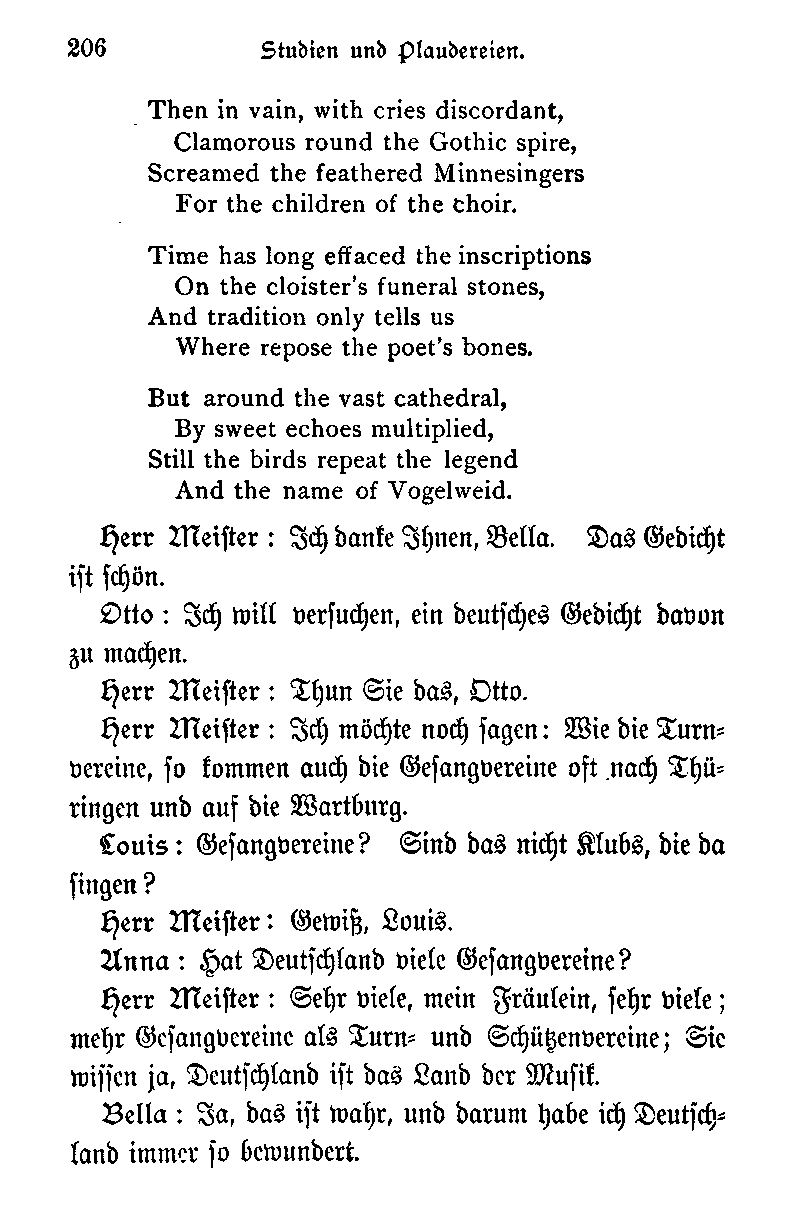 206 Studien und Plaudereien.
Then in vain, with cries discordant,
Clamorous round the Gothic spire,
Screamed the feathered Minnesingers
For the children of the choir.
Time has long effaced the inscriptions
On the cloister's funeral stones,
And tradition only tells us
Where repose the poet's bones.
But around the vast cathedral,
By sweet echoes multiplied,
Still the birds repeat the legend
And the name of Vogelweid.
Herr Meister : Ich danke Ihnen, Bella. Das Gedicht
ist schön.
Otto : Ich will versuchen, ein deutsches Gedicht davon
zu machen.
Herr Meister : Thun Sie das, Otto.
Herr Meister : Ich möchte noch sagen: Wie die Turn-
vereine, so kommen auch die Gesangvereine oft nach Thü-
ringen und auf die Wartburg.
Louis : Gesangvereine? Sind das nicht Klubs, die da
singen?
Herr Meister : Gewiß, Louis.
Anna : Hat Deutschland viele Gesangvereine?
Herr Meister : Sehr viele, mein Fräulein, sehr viele;
mehr Gesangvereine als Turn- und Schützenvereine; Sie
wissen ja, Deutschland ist das Land der Musik.
Bella : Ja, das ist wahr, und darum habe ich Deutsch-
land immer so bewundert.